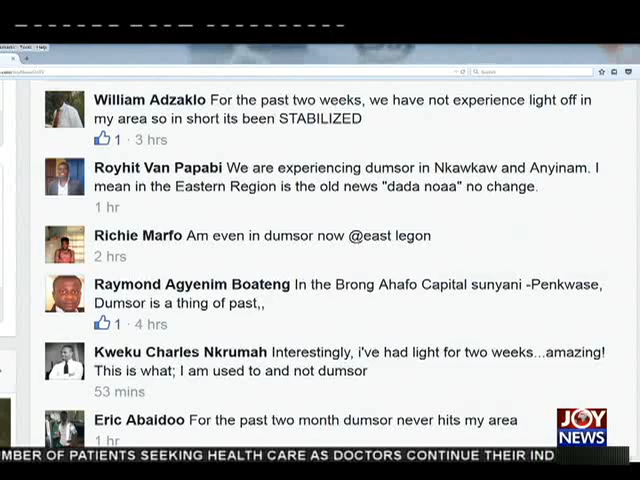 Tools Help
Search
William Adzaklo For the past two weeks, we have not experience light off in
my area so in short its been STABILIZED
1 · 3 hrs
Royhit Van Papabi We are experiencing dumsor in Nkawkaw and Anyinam. I
mean in the Eastern Region is the old news "dada noaa" no change.
1 hr
Richie Marfo Am even in dumsor now @east legon
2 hrs
Raymond Agyenim Boateng In the Brong Ahafo Capital sunyani -Penkwase,
Dumsor is a thing of past,,
1 · 4 hrs
Kweku Charles Nkrumah Interestingly, i've had light for two weeks...amazing!
This is what; I am used to and not dumsor
53 mins
Eric Abaidoo For the past two month dumsor never hits my area
1 hr
JOY
NEWS
MBER OF PATIENTS SEEKING HEALTH CARE AS DOCTORS CONTINUE THEIR IND